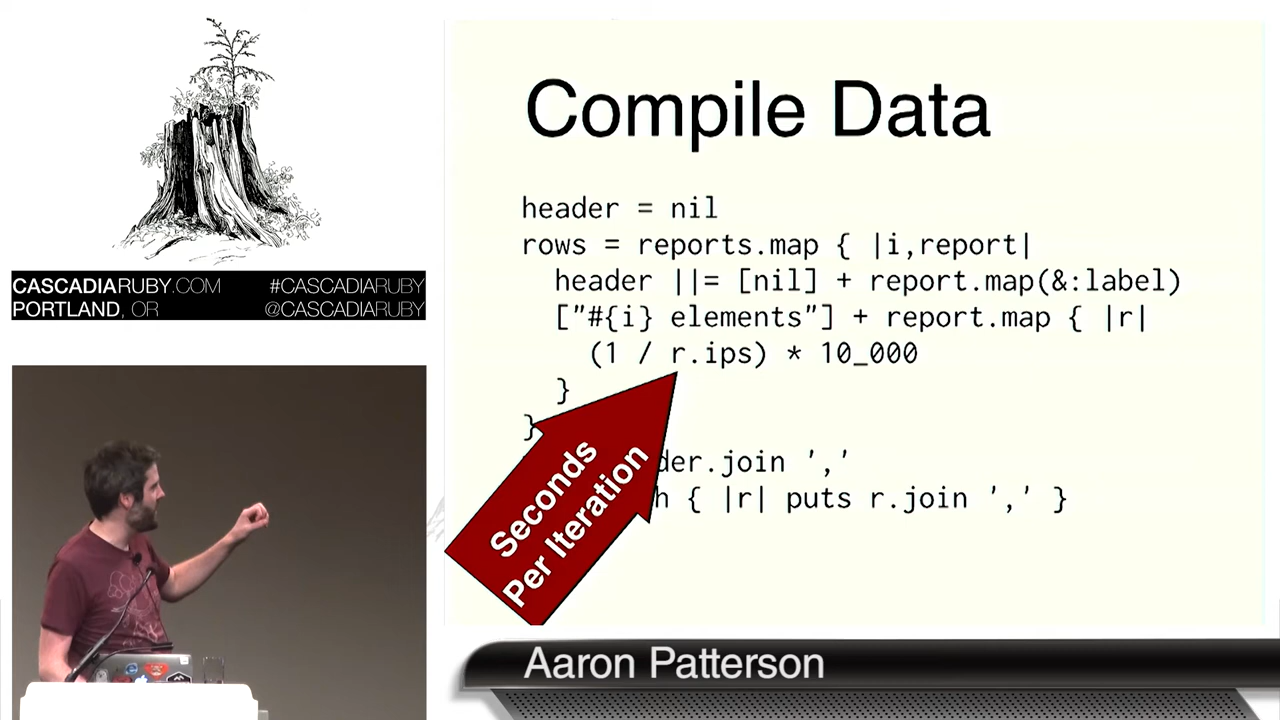 CASCADIARUBY.COM #CASCADIARUBY
PORTLAND, OR @CASCADIARUBY
Compile Data
header = nil
rows = reports.map { |i,report|
header ||= [nil] + report.map(&:label)
["#{i} elements"] + report.map { |r|
(1 / r.ips) * 10_000
}
}
der.join ','
h { |r| puts r.join ',' }
Seconds
Per Iteration
Aaron Patterson